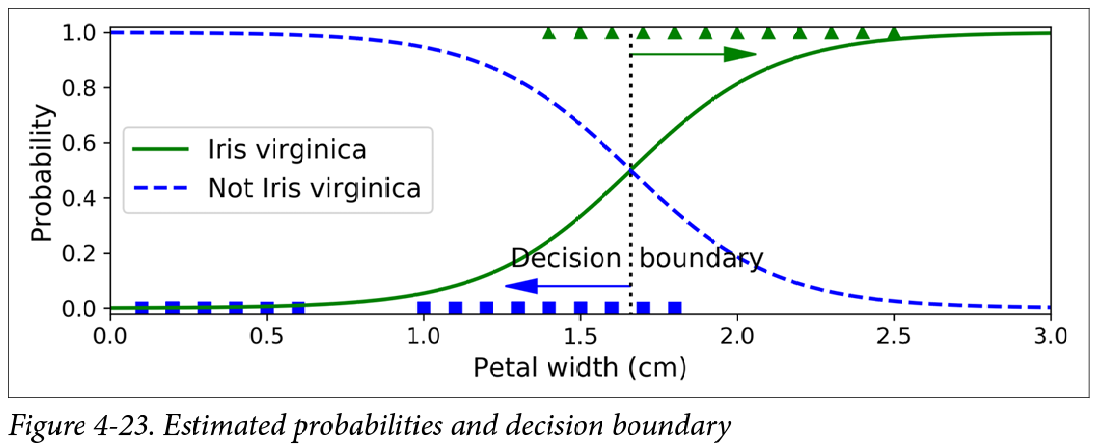 1.0
0.8
0.6
0.4
0.2
0.0
Probability
Iris virginica
Not Iris virginica
Decision boundary
0.0 0.5 1.0 1.5 2.0 2.5 3.0
Petal width (cm)
Figure 4-23. Estimated probabilities and decision boundary